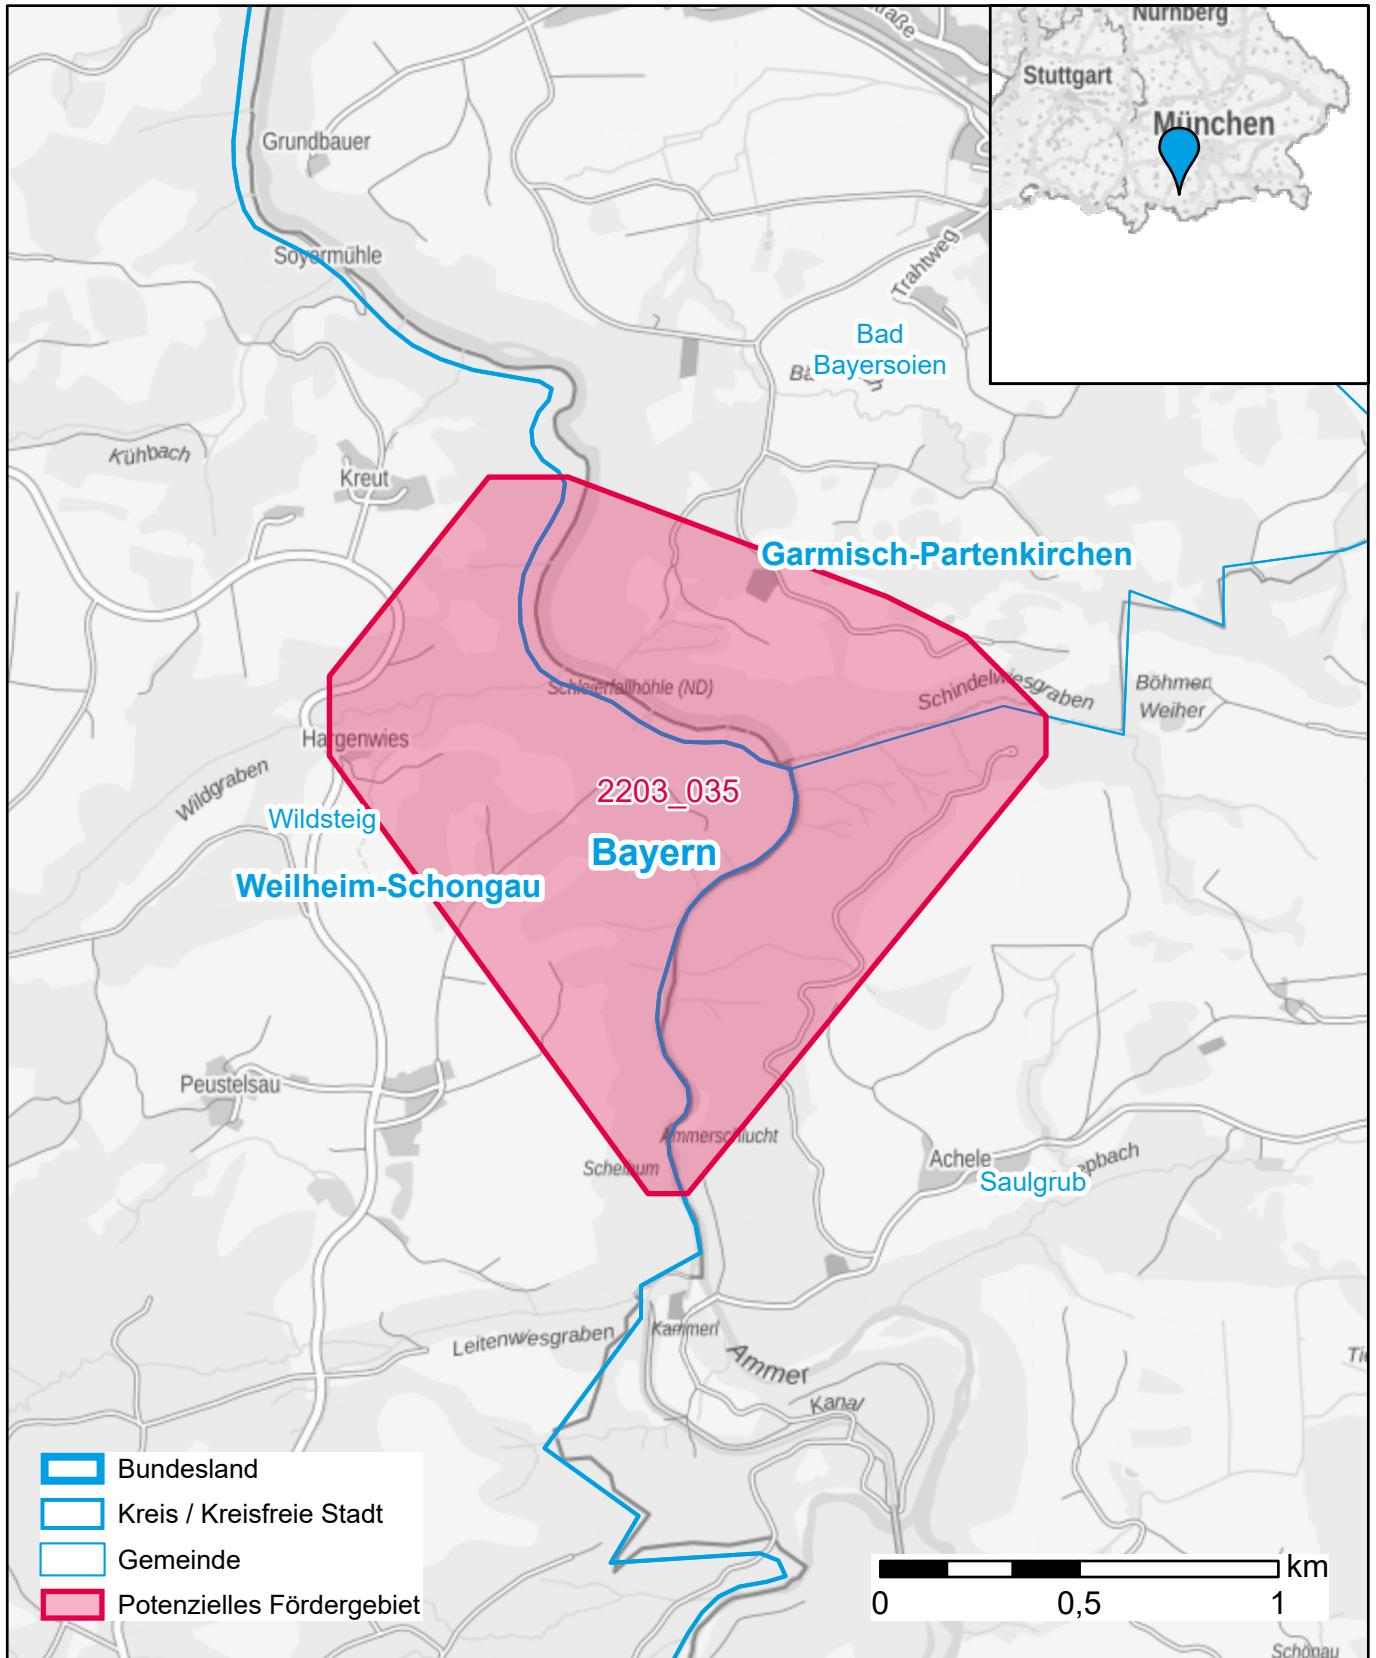 Nürnberg
Stuttgart
München
Grundbauer
Soyermühle
Trahtweg
Bad
Bayersoien
Kühbach
Kreut
Garmisch-Partenkirchen
Schleierfallhöhle (ND)
Schindelwiesgraben
Böhmer
Weiher
Hargenwies
Wildgraben
2203_035
Wildsteig
Bayern
Weilheim-Schongau
Peustelsau
Ammerschlucht
Schelbum
Achele
Saulgrub
Leitenwiesgraben
Kammerl
Ammer
Kanal
Bundesland
Kreis / Kreisfreie Stadt
Gemeinde
Potenzielles Fördergebiet
km
0
0,5
1
Schönau